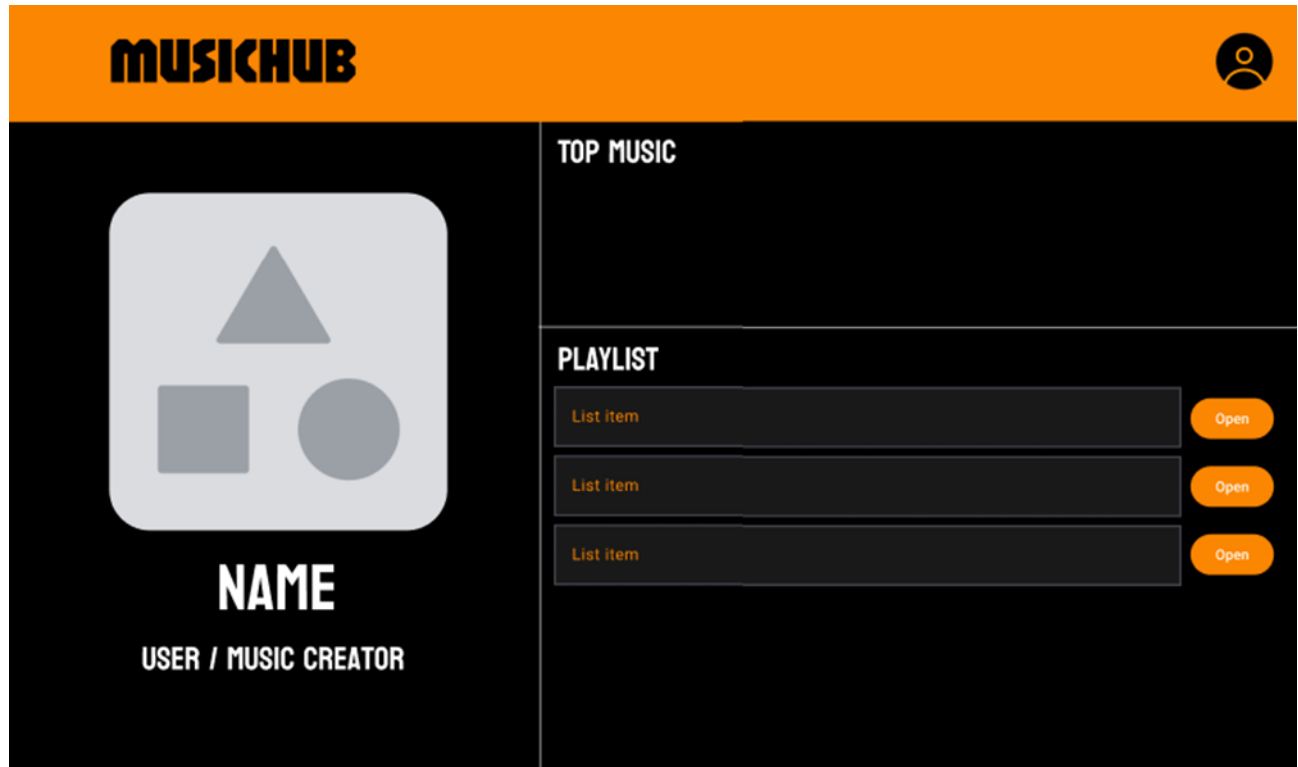 MUSICHUB
NAME
USER / MUSIC CREATOR
TOP MUSIC
PLAYLIST
List item
Open
List item
Open
List item
Open